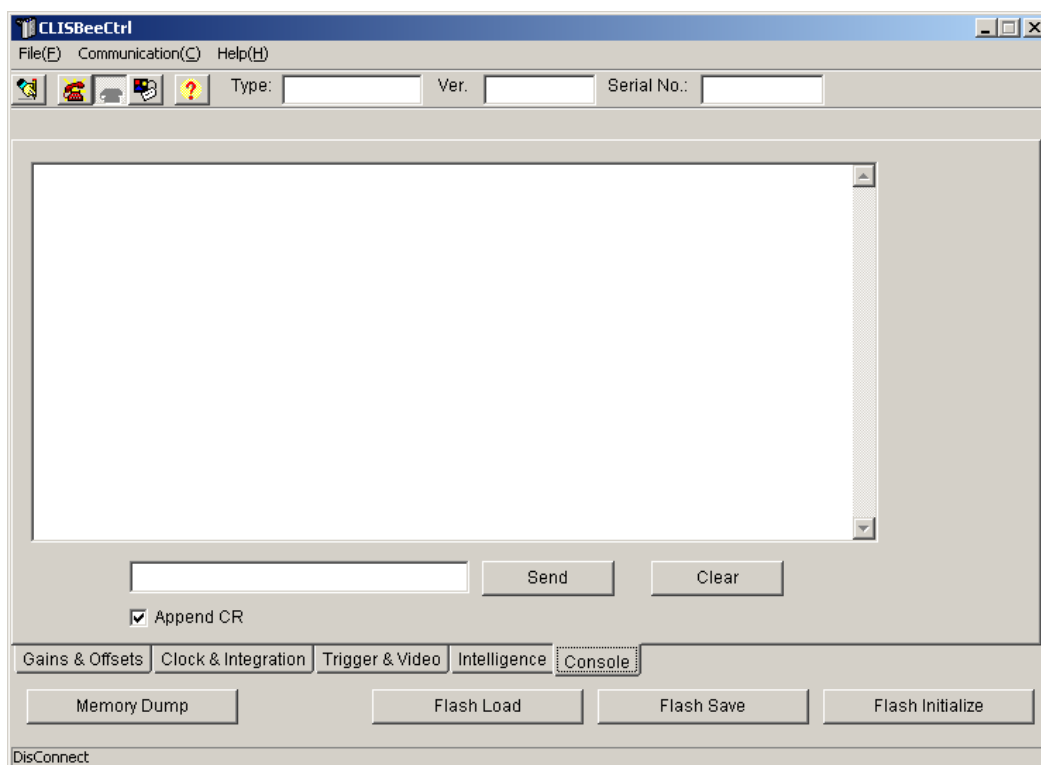 CLISBeeCtrl
File(F) Communication(C) Help(H)
? Type: Ver. Serial No.:
Send Clear
Append CR
Gains & Offsets Clock & Integration Trigger & Video Intelligence Console
Memory Dump Flash Load Flash Save Flash Initialize
DisConnect